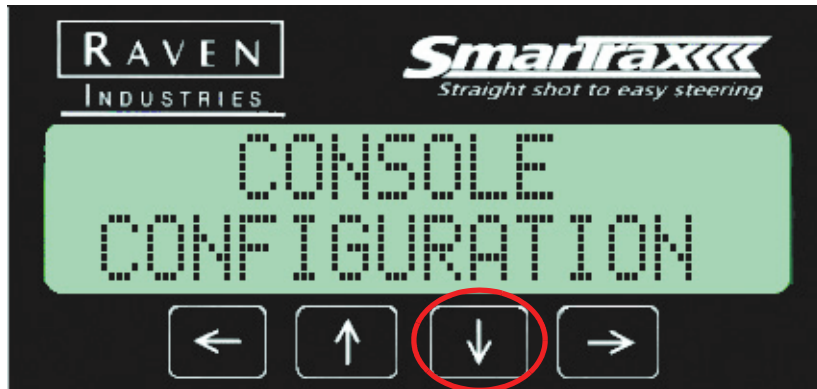 RAVEN
INDUSTRIES
SmarTrax
Straight shot to easy steering
CONSOLE
CONFIGURATION